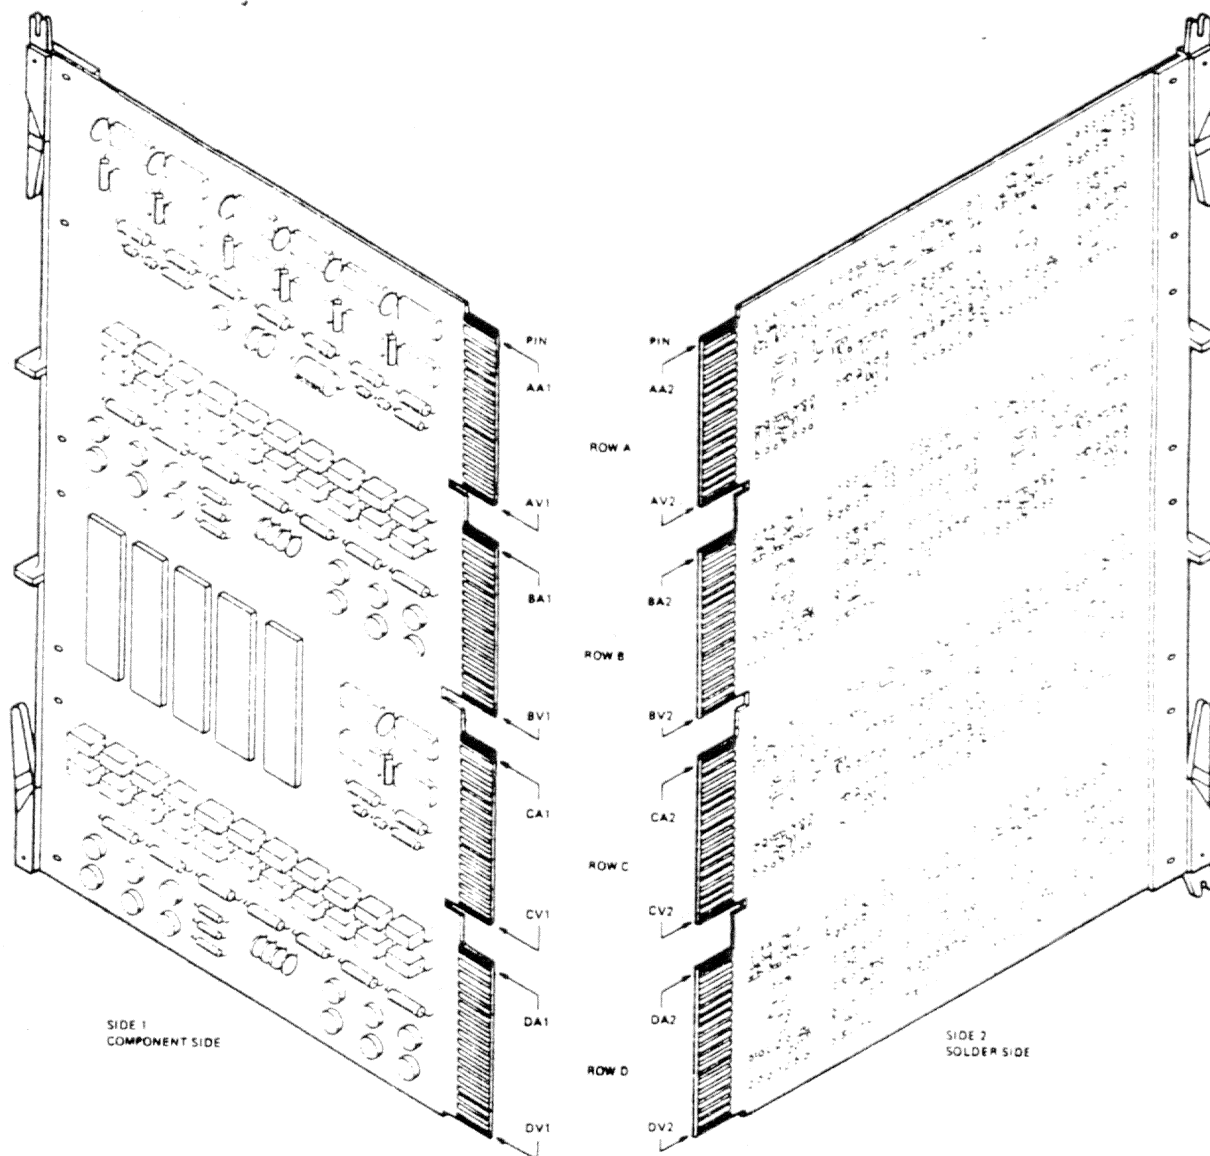 PIN
PIN
AA1
AA2
ROW A
AV1
AV2
BA1
BA2
ROW B
BV1
BV2
CA1
CA2
ROW C
CV1
CV2
DA1
DA2
SIDE 1
COMPONENT SIDE
SIDE 2
SOLDER SIDE
ROW D
DV1
DV2